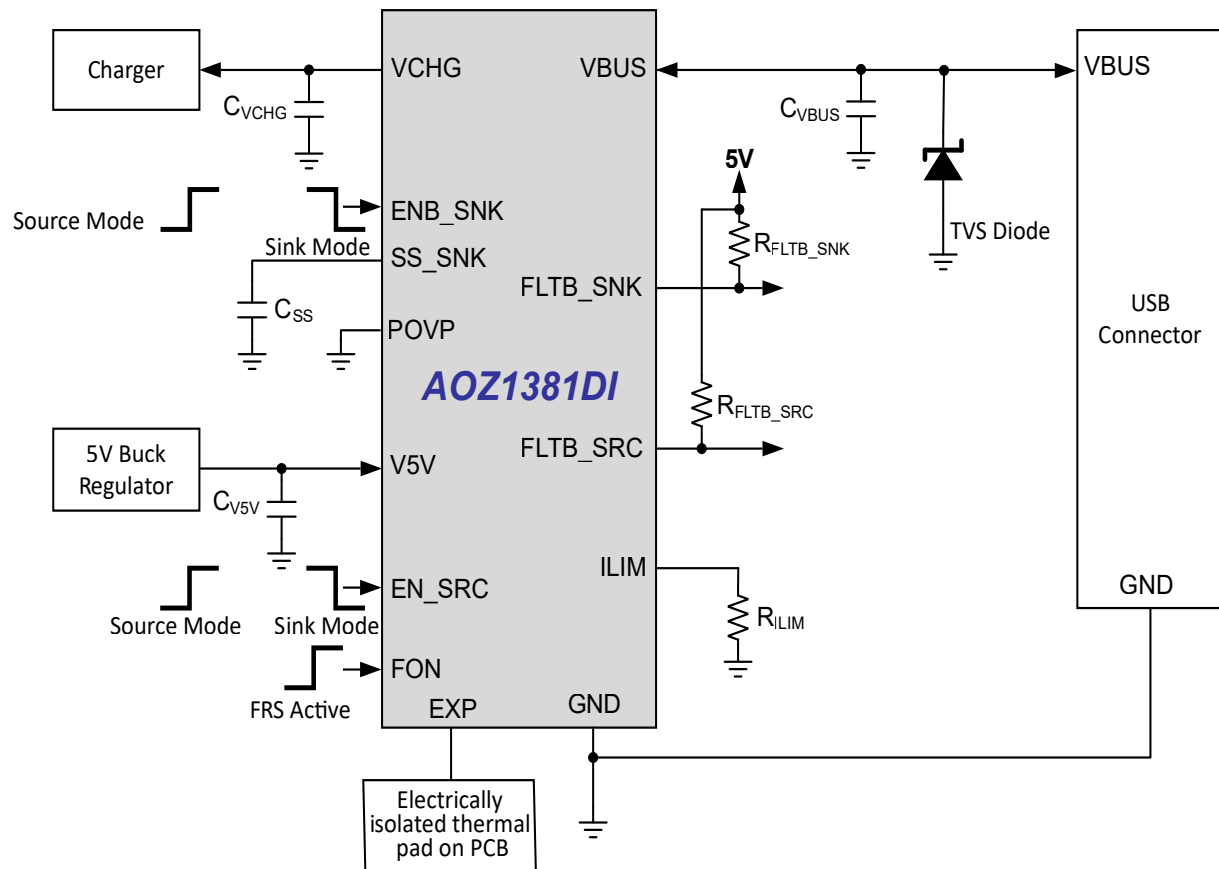 Charger
VCHG
VBUS
VBUS
CVCHG
CVBUS
5V
Source Mode
ENB_SNK
Sink Mode
RFLTB_SNK
TVS Diode
SS_SNK
FLTB_SNK
CSS
USB
Connector
POVP
AOZ1381DI
RFLTB_SRC
5V Buck
Regulator
V5V
FLTB_SRC
CV5V
ILIM
EN_SRC
GND
Source Mode
Sink Mode
RILIM
FON
FRS Active
EXP
GND
Electrically
isolated thermal
pad on PCB